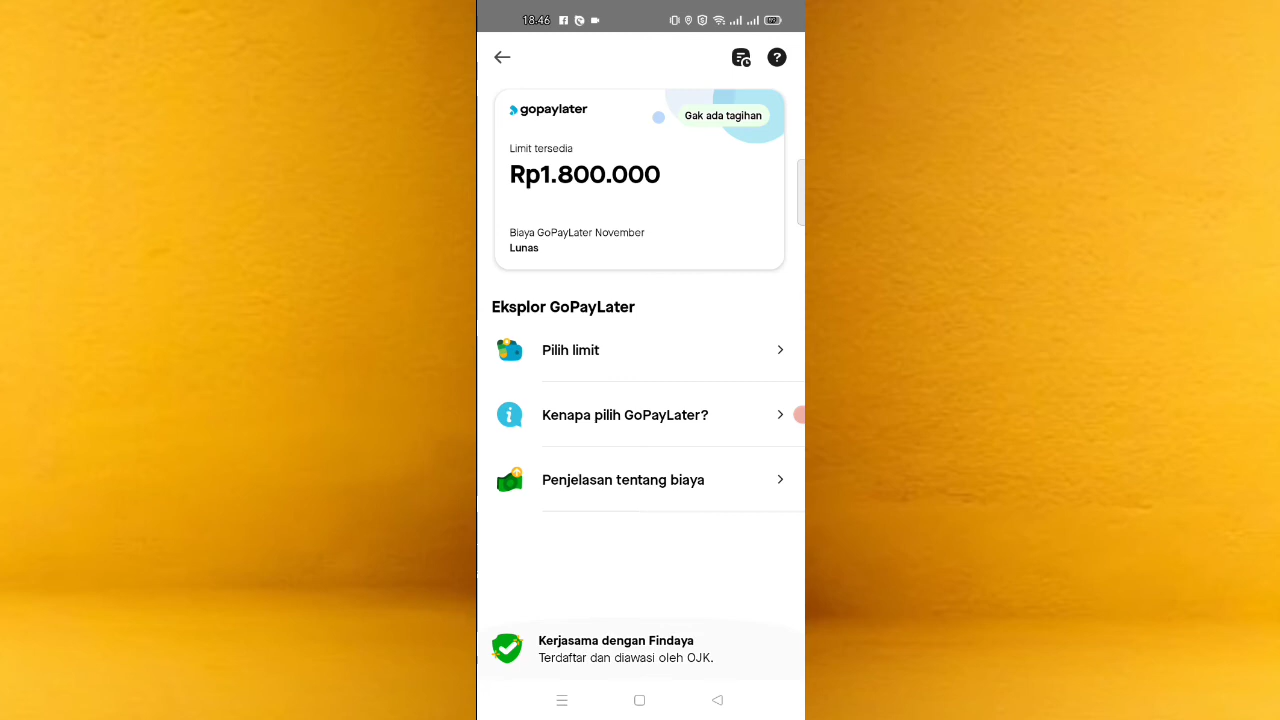 18.46
gopaylater
Gak ada tagihan
Limit tersedia
Rp1.800.000
Biaya GoPayLater November
Lunas
Eksplor GoPayLater
Pilih limit
Kenapa pilih GoPayLater?
Penjelasan tentang biaya
Kerjasama dengan Findaya
Terdaftar dan diawasi oleh OJK.